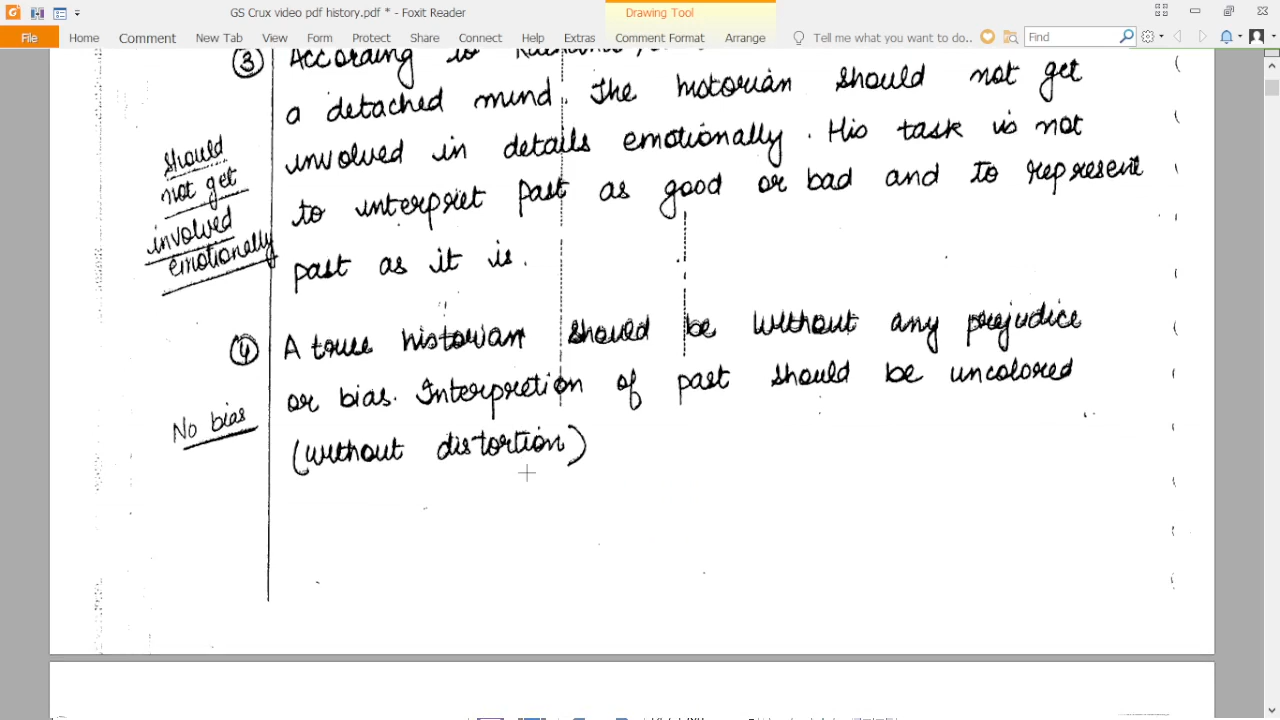 GS Crux video pdf history.pdf * - Foxit Reader
Drawing Tool
File Home Comment New Tab View Form Protect Share Connect Help Extras Comment Format Arrange Tell me what you want to do.. Find
③ According to
a detached mind. The historian should not get
involved in details emotionally. His task is not
to interpret past as good or bad and to represent
past as it is.
should
not get
involved
emotionally
④ A true historian should be without any prejudice
or bias. Interpretion of past should be uncolored
(without distortion)
No bias